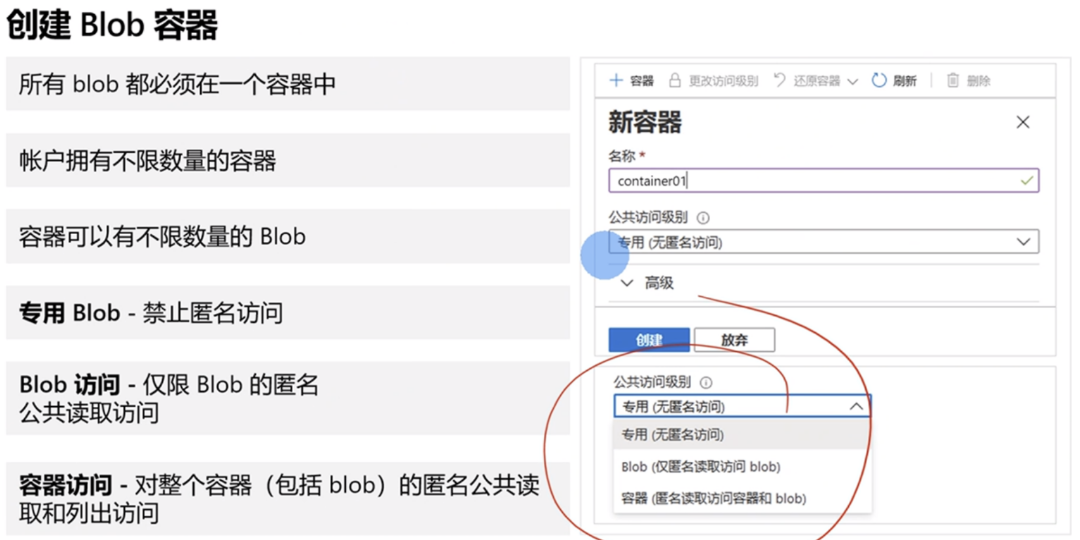 创建 Blob 容器
所有 blob 都必须在一个容器中
帐户拥有不限数量的容器
容器可以有不限数量的 Blob
专用 Blob - 禁止匿名访问
Blob 访问 - 仅限 Blob 的匿名
公共读取访问
容器访问 - 对整个容器（包括 blob）的匿名公共读
取和列出访问
容器 更改访问级别 还原容器 刷新 删除
新容器
名称 *
container01
公共访问级别
专用 (无匿名访问)
高级
创建 放弃
公共访问级别
专用 (无匿名访问)
专用 (无匿名访问)
Blob (仅匿名读取访问 blob)
容器 (匿名读取访问容器和 blob)